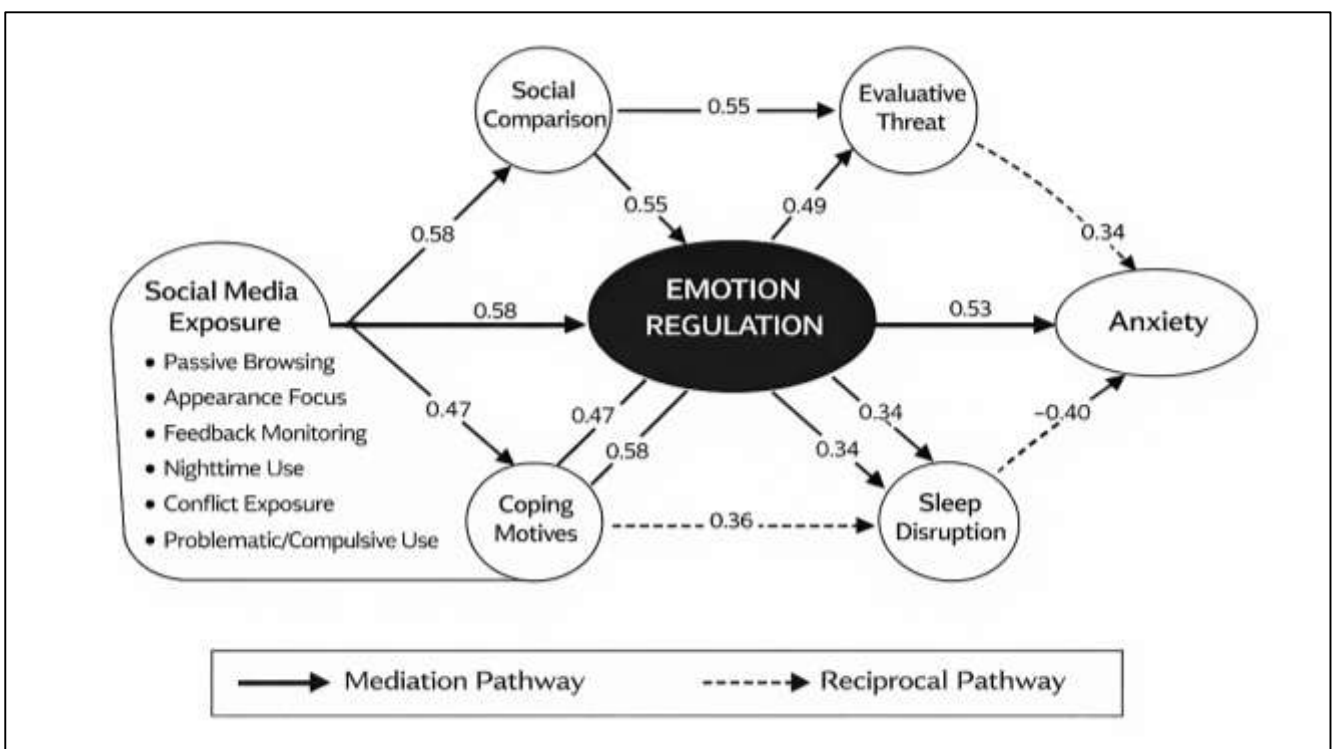 Social
Comparison
0.55
Evaluative
Threat
0.55
0.49
0.58
0.34
Social Media
Exposure
• Passive Browsing
• Appearance Focus
• Feedback Monitoring
• Nighttime Use
• Conflict Exposure
• Problematic/Compulsive Use
0.58
EMOTION
REGULATION
0.53
Anxiety
0.47
0.47
0.58
0.34
0.34
–0.40
Coping
Motives
0.36
Sleep
Disruption
Mediation Pathway
Reciprocal Pathway